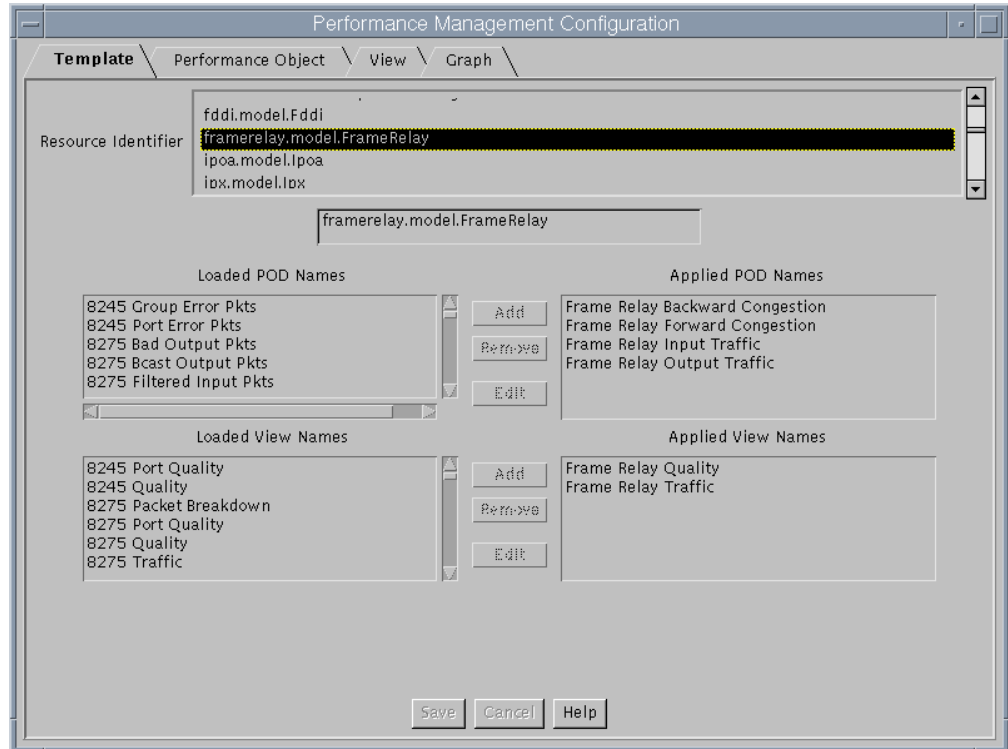 Performance Management Configuration
Template
Performance Object
View
Graph
Resource Identifier
fddi.model.Fddi
framerelay.model.FrameRelay
ipoa.model.Ipoa
ipx.model.Ipx
framerelay.model.FrameRelay
Loaded POD Names
8245 Group Error Pkts
8245 Port Error Pkts
8275 Bad Output Pkts
8275 Bcast Output Pkts
8275 Filtered Input Pkts
Add
Remove
Edit
Applied POD Names
Frame Relay Backward Congestion
Frame Relay Forward Congestion
Frame Relay Input Traffic
Frame Relay Output Traffic
Loaded View Names
8245 Port Quality
8245 Quality
8275 Packet Breakdown
8275 Port Quality
8275 Quality
8275 Traffic
Add
Remove
Edit
Applied View Names
Frame Relay Quality
Frame Relay Traffic
Save
Cancel
Help